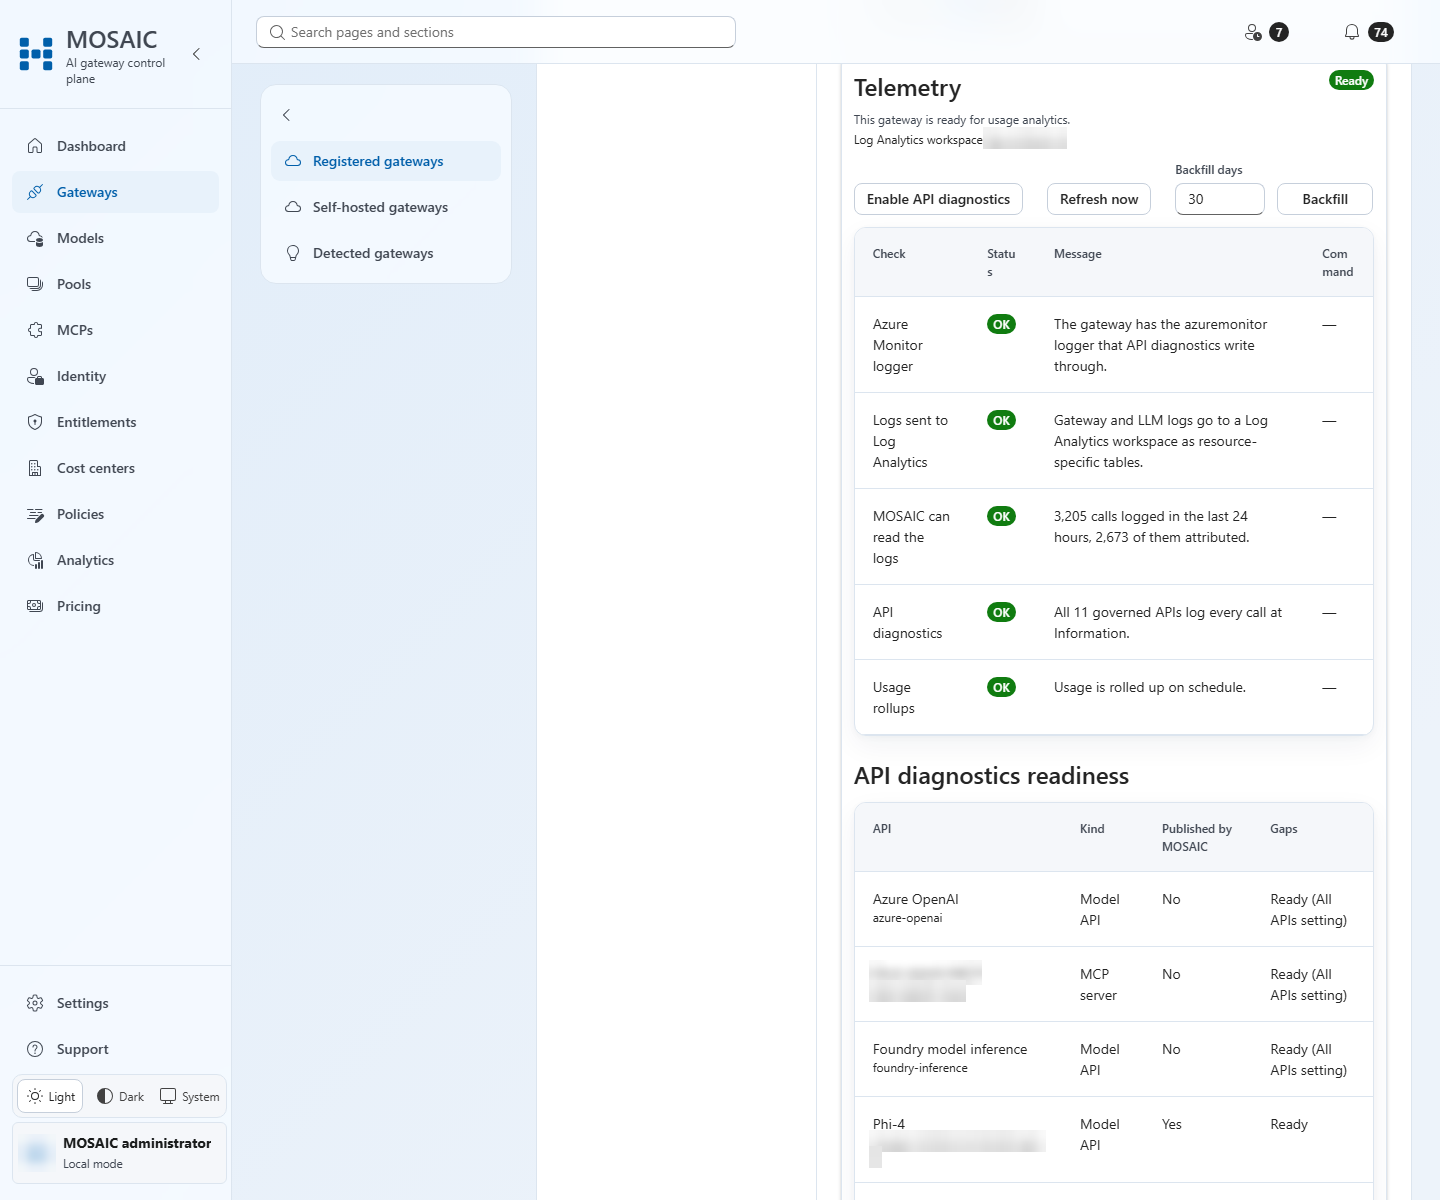 MOSAIC
AI gateway control
plane
Search pages and sections
7
74
Dashboard
Gateways
Models
Pools
MCPs
Identity
Entitlements
Cost centers
Policies
Analytics
Pricing
Settings
Support
Light
Dark
System
MOSAIC administrator
Local mode
Registered gateways
Self-hosted gateways
Detected gateways
Telemetry
Ready
This gateway is ready for usage analytics.
Log Analytics workspace
Backfill days
Enable API diagnostics
Refresh now
30
Backfill
Check
Statu
s
Message
Com
mand
Azure
Monitor
logger
OK
The gateway has the azuremonitor
logger that API diagnostics write
through.
—
Logs sent to
Log
Analytics
OK
Gateway and LLM logs go to a Log
Analytics workspace as resource-
specific tables.
—
MOSAIC can
read the
logs
OK
3,205 calls logged in the last 24
hours, 2,673 of them attributed.
—
API
diagnostics
OK
All 11 governed APIs log every call at
Information.
—
Usage
rollups
OK
Usage is rolled up on schedule.
—
API diagnostics readiness
API
Kind
Published by
MOSAIC
Gaps
Azure OpenAI
azure-openai
Model
API
No
Ready (All
APIs setting)
MCP
server
No
Ready (All
APIs setting)
Foundry model inference
foundry-inference
Model
API
No
Ready (All
APIs setting)
Phi-4
Model
API
Yes
Ready